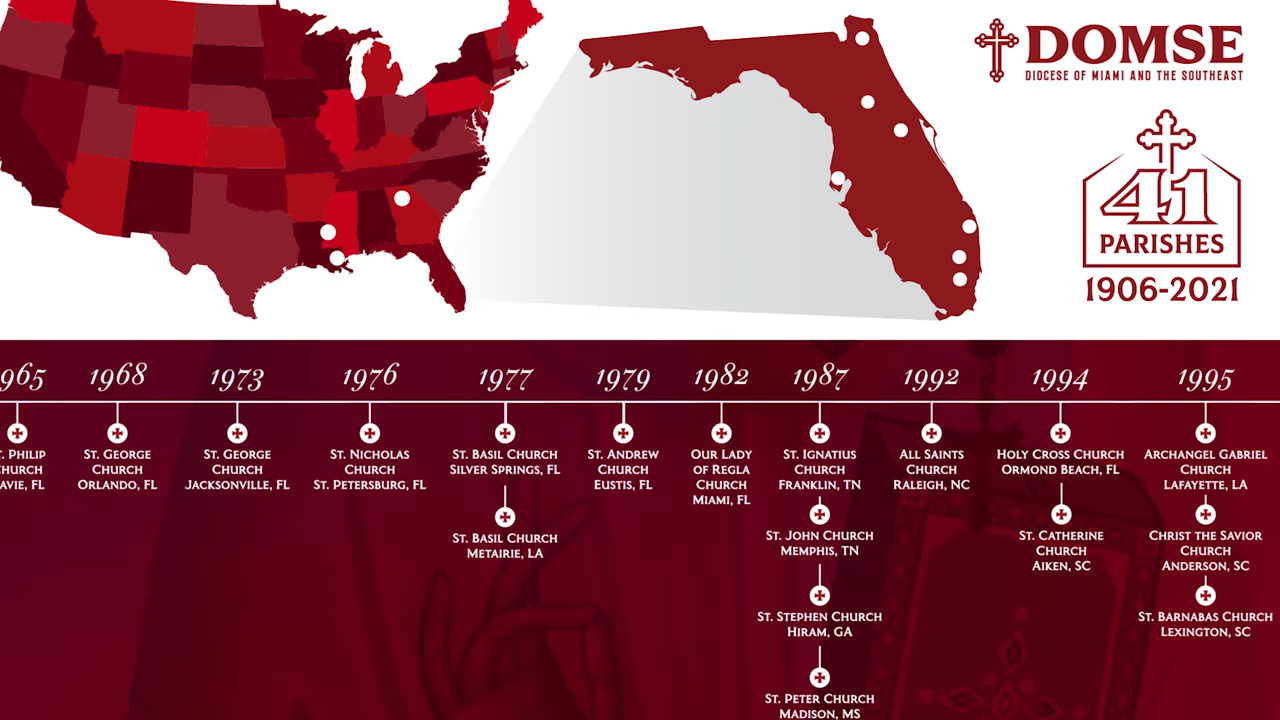 DOMSE
DIOCESE OF MIAMI AND THE SOUTHEAST
41
PARISHES
1906-2021
965
T. PHILIP
HURCH
AVIE, FL
1968
ST. GEORGE
CHURCH
ORLANDO, FL
1973
ST. GEORGE
CHURCH
JACKSONVILLE, FL
1976
ST. NICHOLAS
CHURCH
ST. PETERSBURG, FL
1977
ST. BASIL CHURCH
SILVER SPRINGS, FL
ST. BASIL CHURCH
METAIRIE, LA
1979
ST. ANDREW
CHURCH
EUSTIS, FL
1982
OUR LADY
OF REGLA
CHURCH
MIAMI, FL
1987
ST. IGNATIUS
CHURCH
FRANKLIN, TN
ST. JOHN CHURCH
MEMPHIS, TN
ST. STEPHEN CHURCH
HIRAM, GA
ST. PETER CHURCH
MADISON, MS
1992
ALL SAINTS
CHURCH
RALEIGH, NC
1994
HOLY CROSS CHURCH
ORMOND BEACH, FL
ST. CATHERINE
CHURCH
AIKEN, SC
1995
ARCHANGEL GABRIEL
CHURCH
LAFAYETTE, LA
CHRIST THE SAVIOR
CHURCH
ANDERSON, SC
ST. BARNABAS CHURCH
LEXINGTON, SC